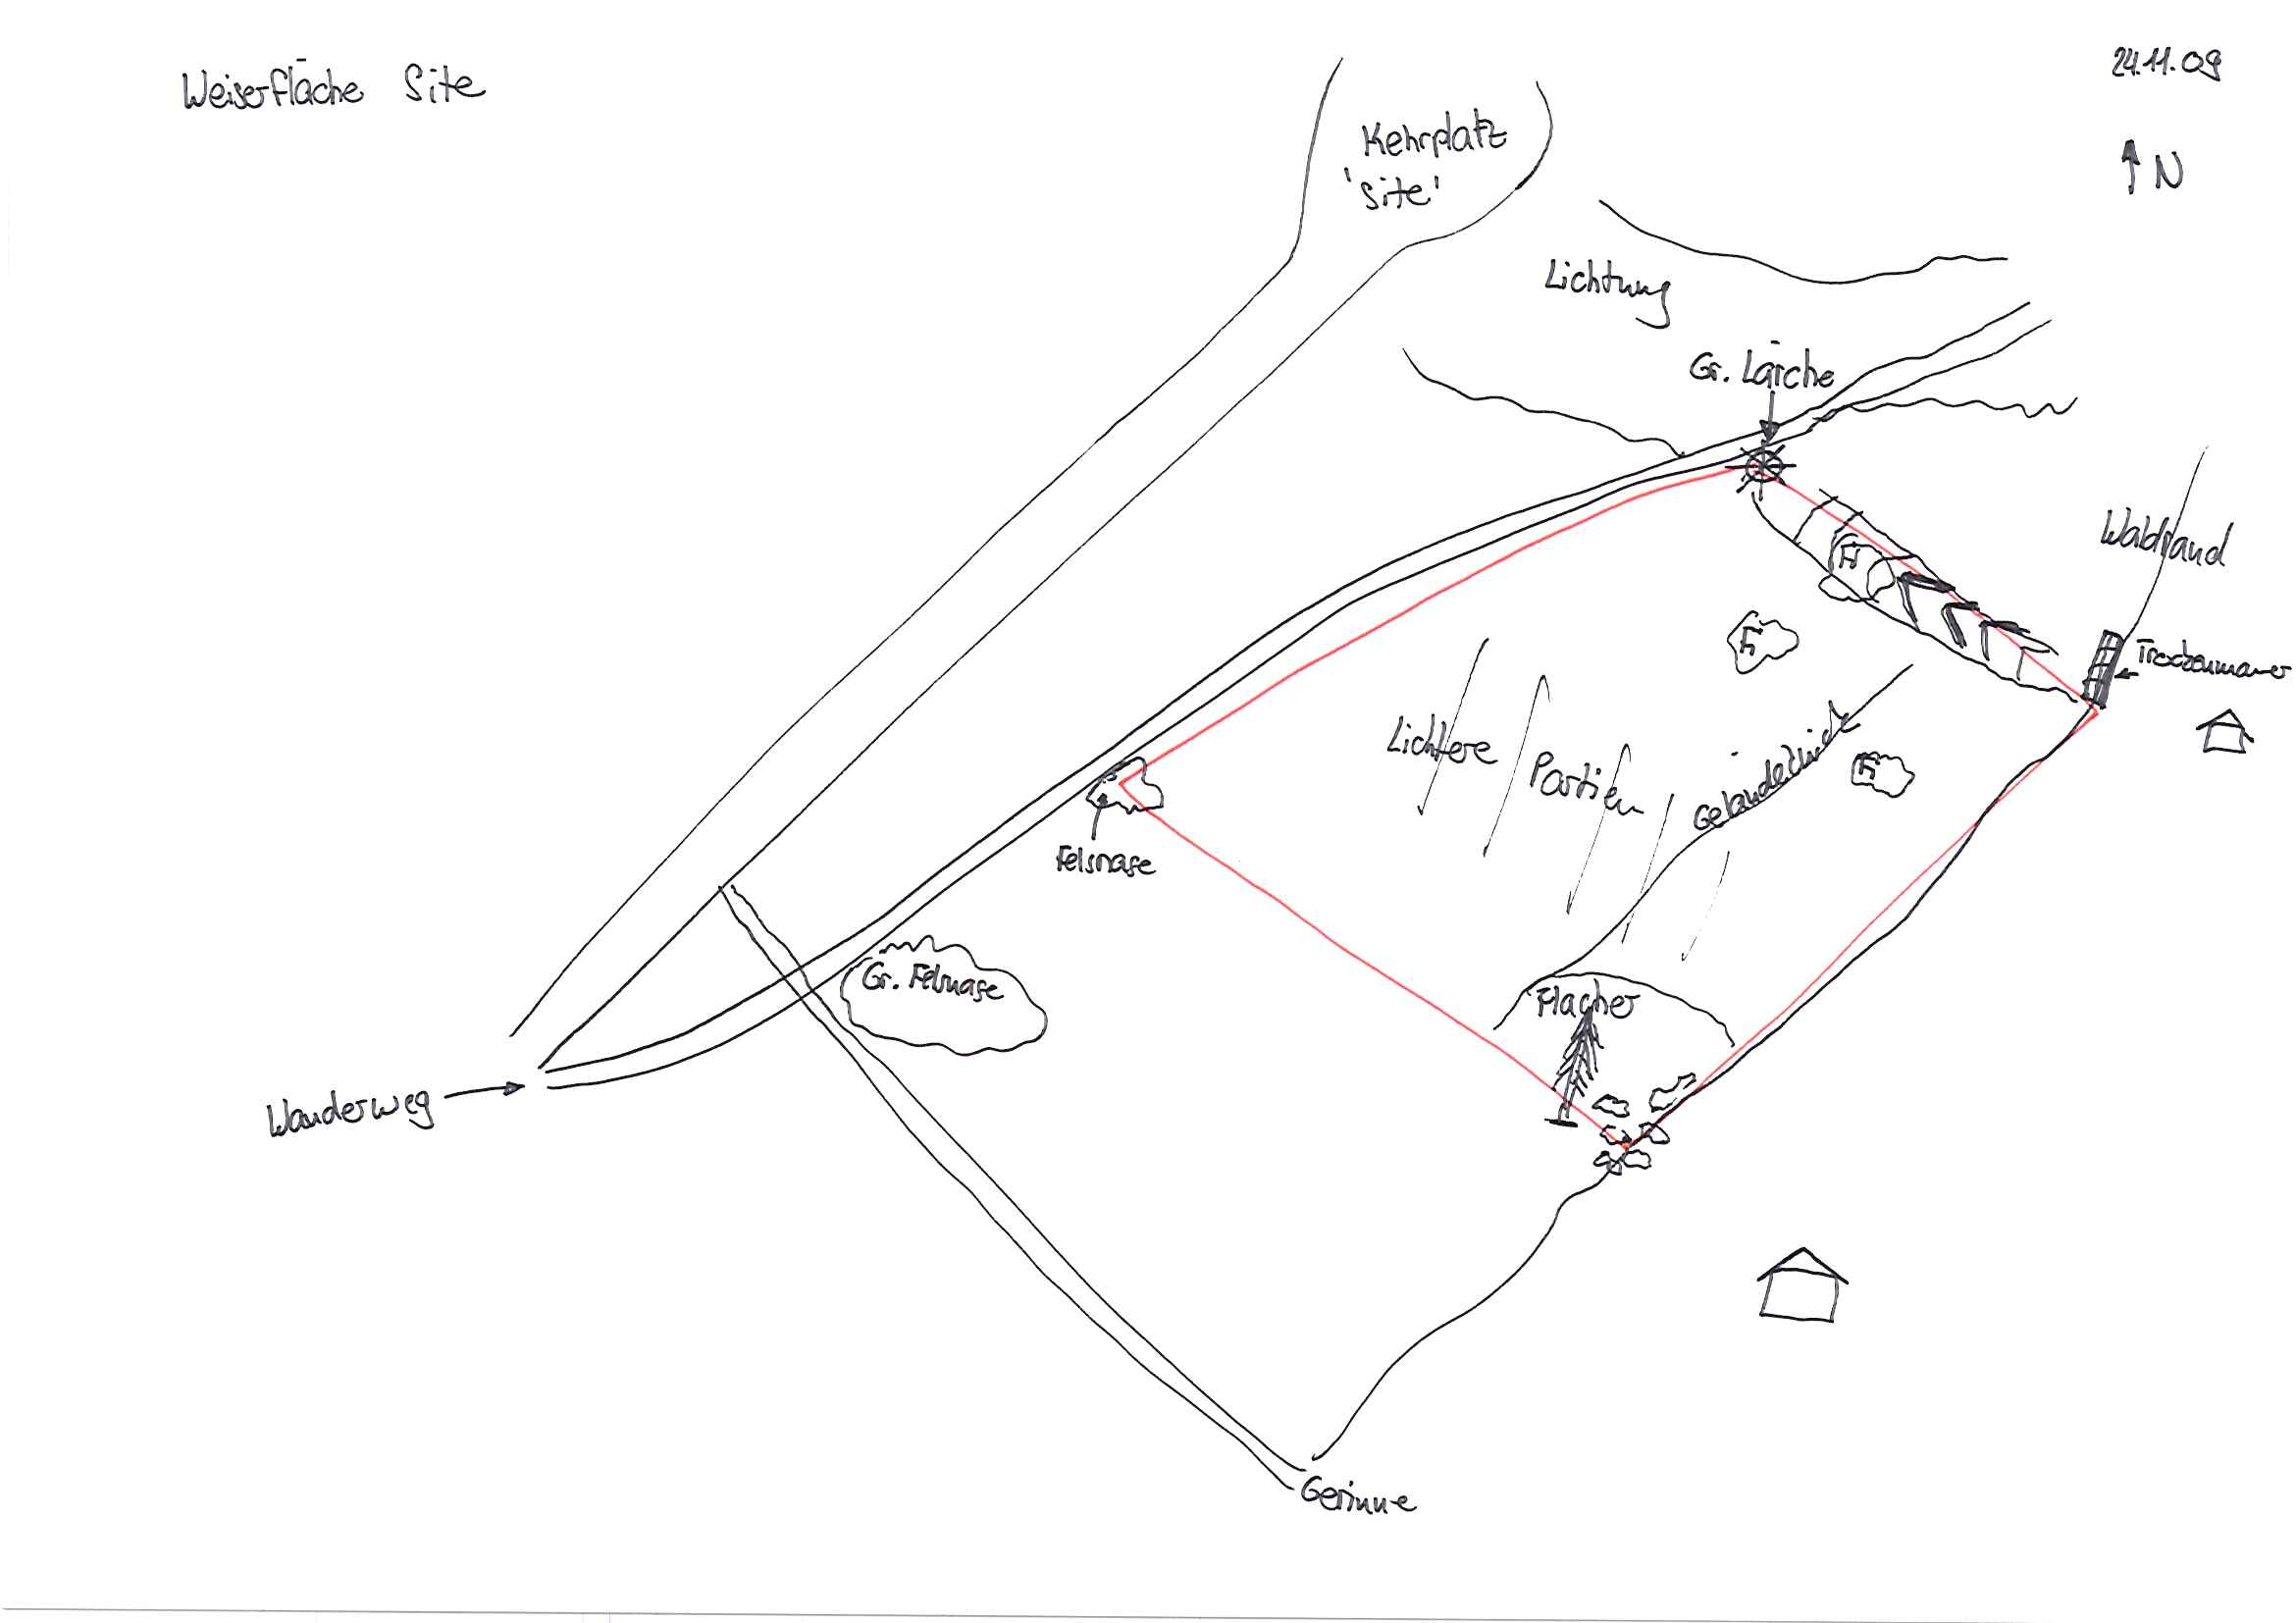 Weiserfläche Site
24.11.09
N
Kehrplatz
'Site'
Lichtung
Gr. Lärche
Waldrand
Trockenmauer
Lichtere Partien
Geländerücken
Felsnase
Gr. Felsnase
Flacher
Wanderweg
Gerinne